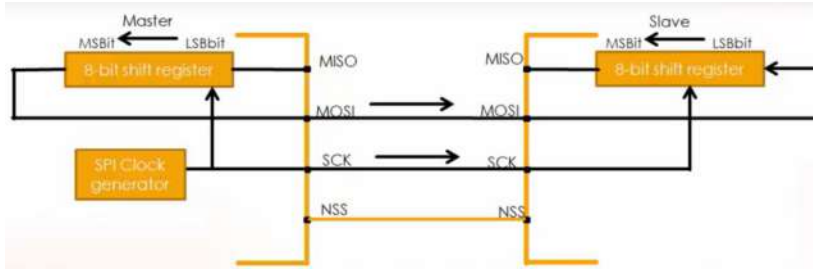 Master
MSBit LSBbit
8-bit shift register
MISO
MOSI
SPI Clock
generator
SCK
NSS
Slave
MSBit LSBbit
8-bit shift register
MISO
MOSI
SCK
NSS